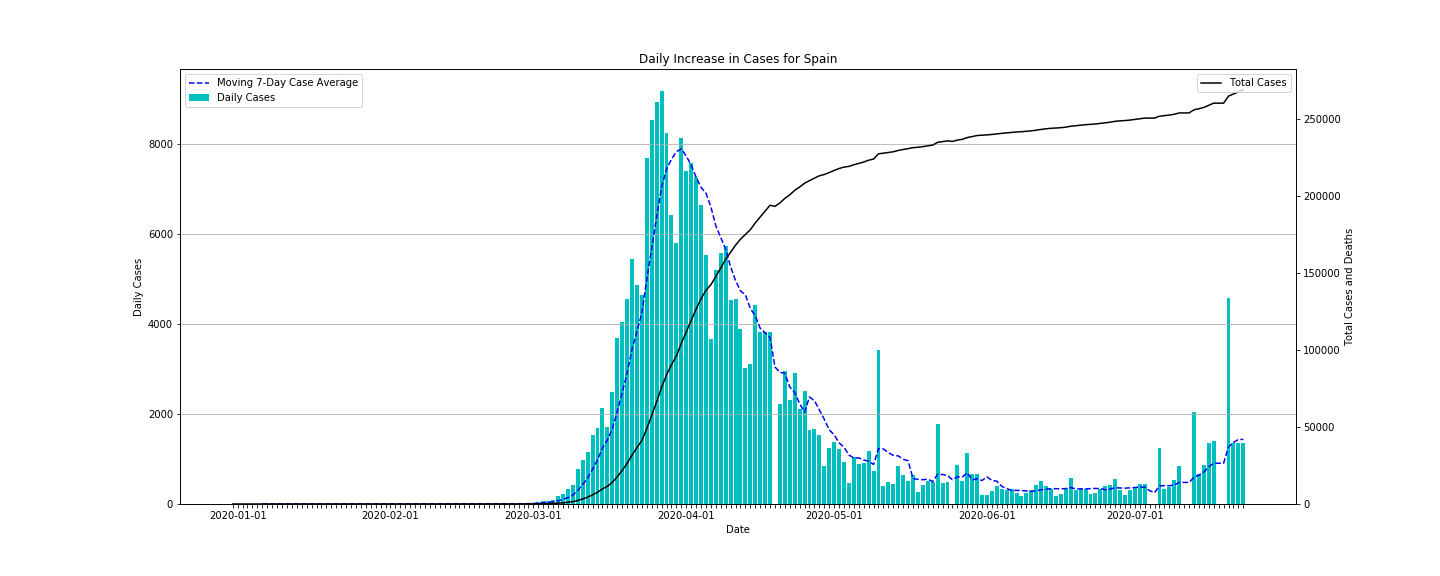 Daily Increase in Cases for Spain
Moving 7-Day Case Average
Daily Cases
Total Cases
Daily Cases
8000
6000
4000
2000
0
250000
200000
150000
100000
50000
0
Total Cases and Deaths
2020-01-01 2020-02-01 2020-03-01 2020-04-01 2020-05-01 2020-06-01 2020-07-01
Date